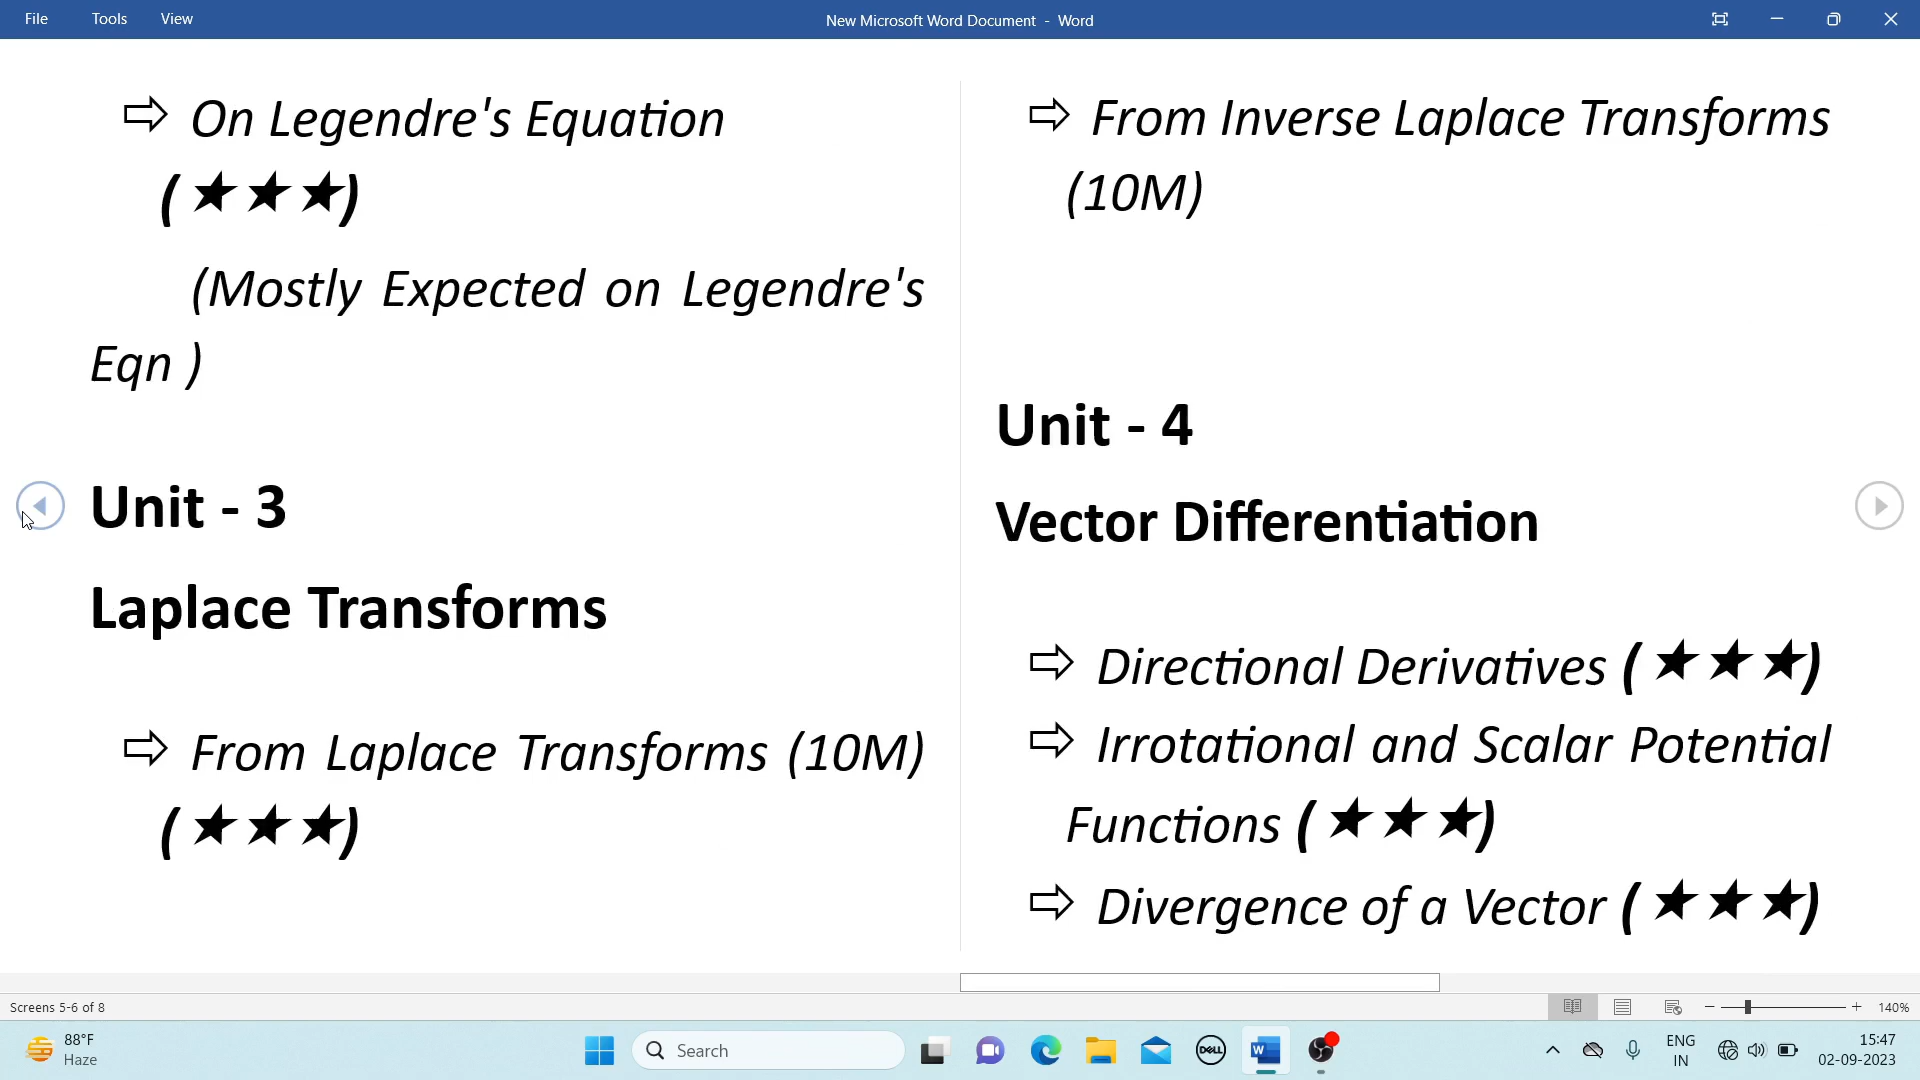 File Tools View
New Microsoft Word Document - Word
⇨ On Legendre's Equation
(★★★)
(Mostly Expected on Legendre's
Eqn )
Unit - 3
Laplace Transforms
⇨ From Laplace Transforms (10M)
(★★★)
⇨ From Inverse Laplace Transforms
(10M)
Unit - 4
Vector Differentiation
⇨ Directional Derivatives (★★★)
⇨ Irrotational and Scalar Potential
Functions (★★★)
⇨ Divergence of a Vector (★★★)
Screens 5-6 of 8
140%
88°F
Haze
Search
DELL
W
ENG
IN
15:47
02-09-2023